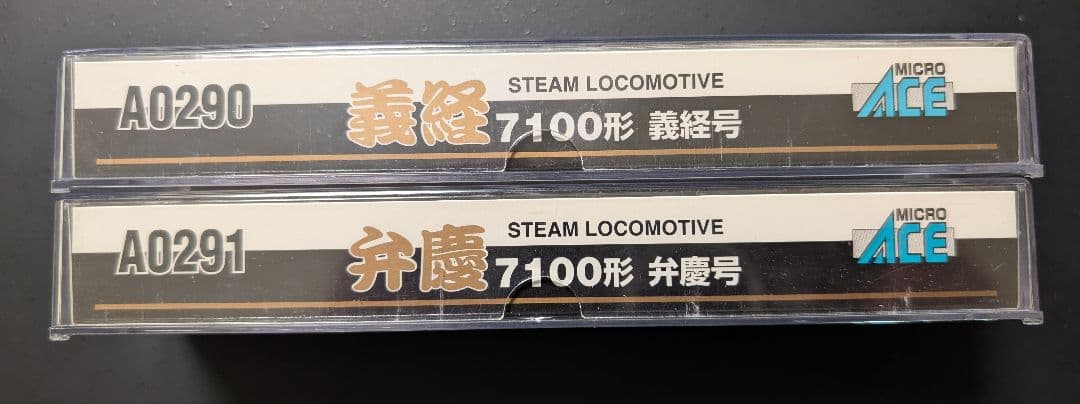 A0290 義経 STEAM LOCOMOTIVE MICRO ACE
7100形 義経号
A0291 弁慶 STEAM LOCOMOTIVE MICRO ACE
7100形 弁慶号